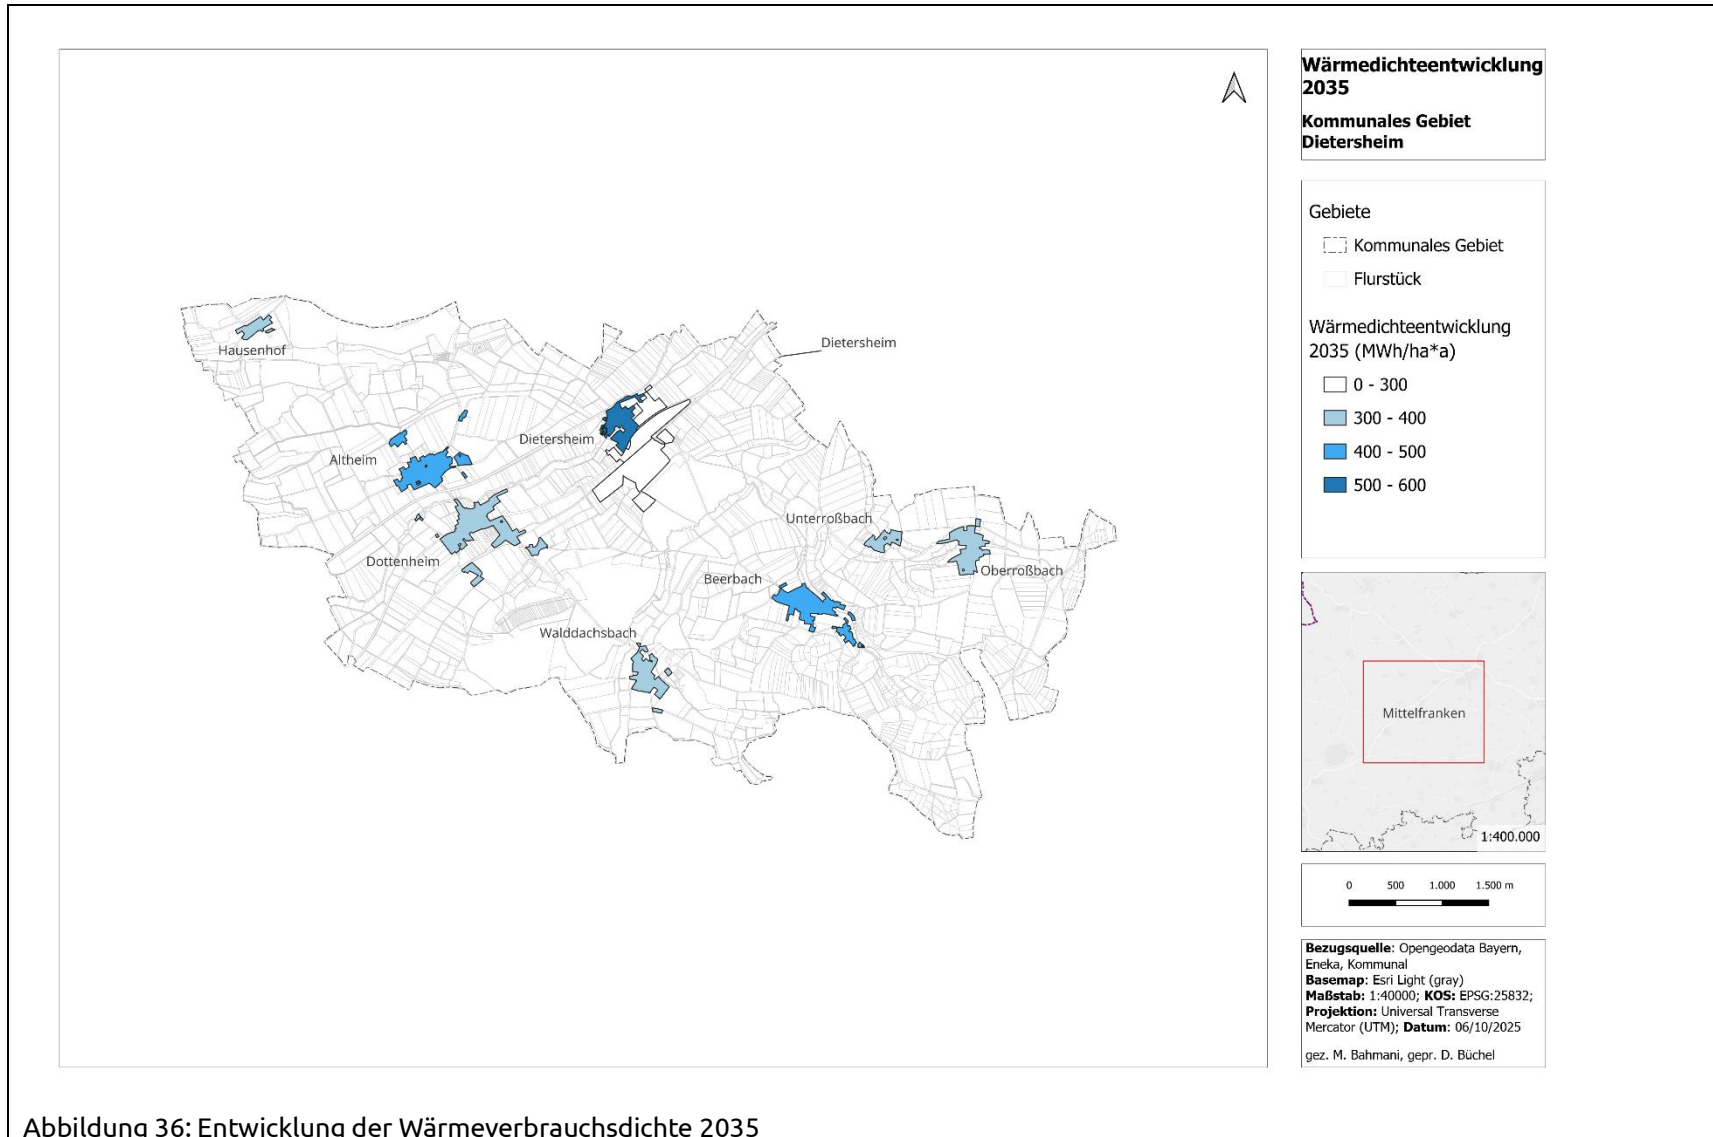 Wärmedichteentwicklung
2035
Kommunales Gebiet
Dietersheim
Gebiete
Kommunales Gebiet
Flurstück
Wärmedichteentwicklung
2035 (MWh/ha*a)
0 - 300
300 - 400
400 - 500
500 - 600
Hausenhof
Dietersheim
Dietersheim
Altheim
Unterroßbach
Dottenheim
Oberroßbach
Beerbach
Walddachsbach
Mittelfranken
1:400.000
0 500 1.000 1.500 m
Bezugsquelle: Opengeodata Bayern,
Eneka, Kommunal
Basemap: Esri Light (gray)
Maßstab: 1:40000; KOS: EPSG:25832;
Projektion: Universal Transverse
Mercator (UTM); Datum: 06/10/2025
gez. M. Bahmani, gepr. D. Büchel
Abbildung 36: Entwicklung der Wärmeverbrauchsdichte 2035